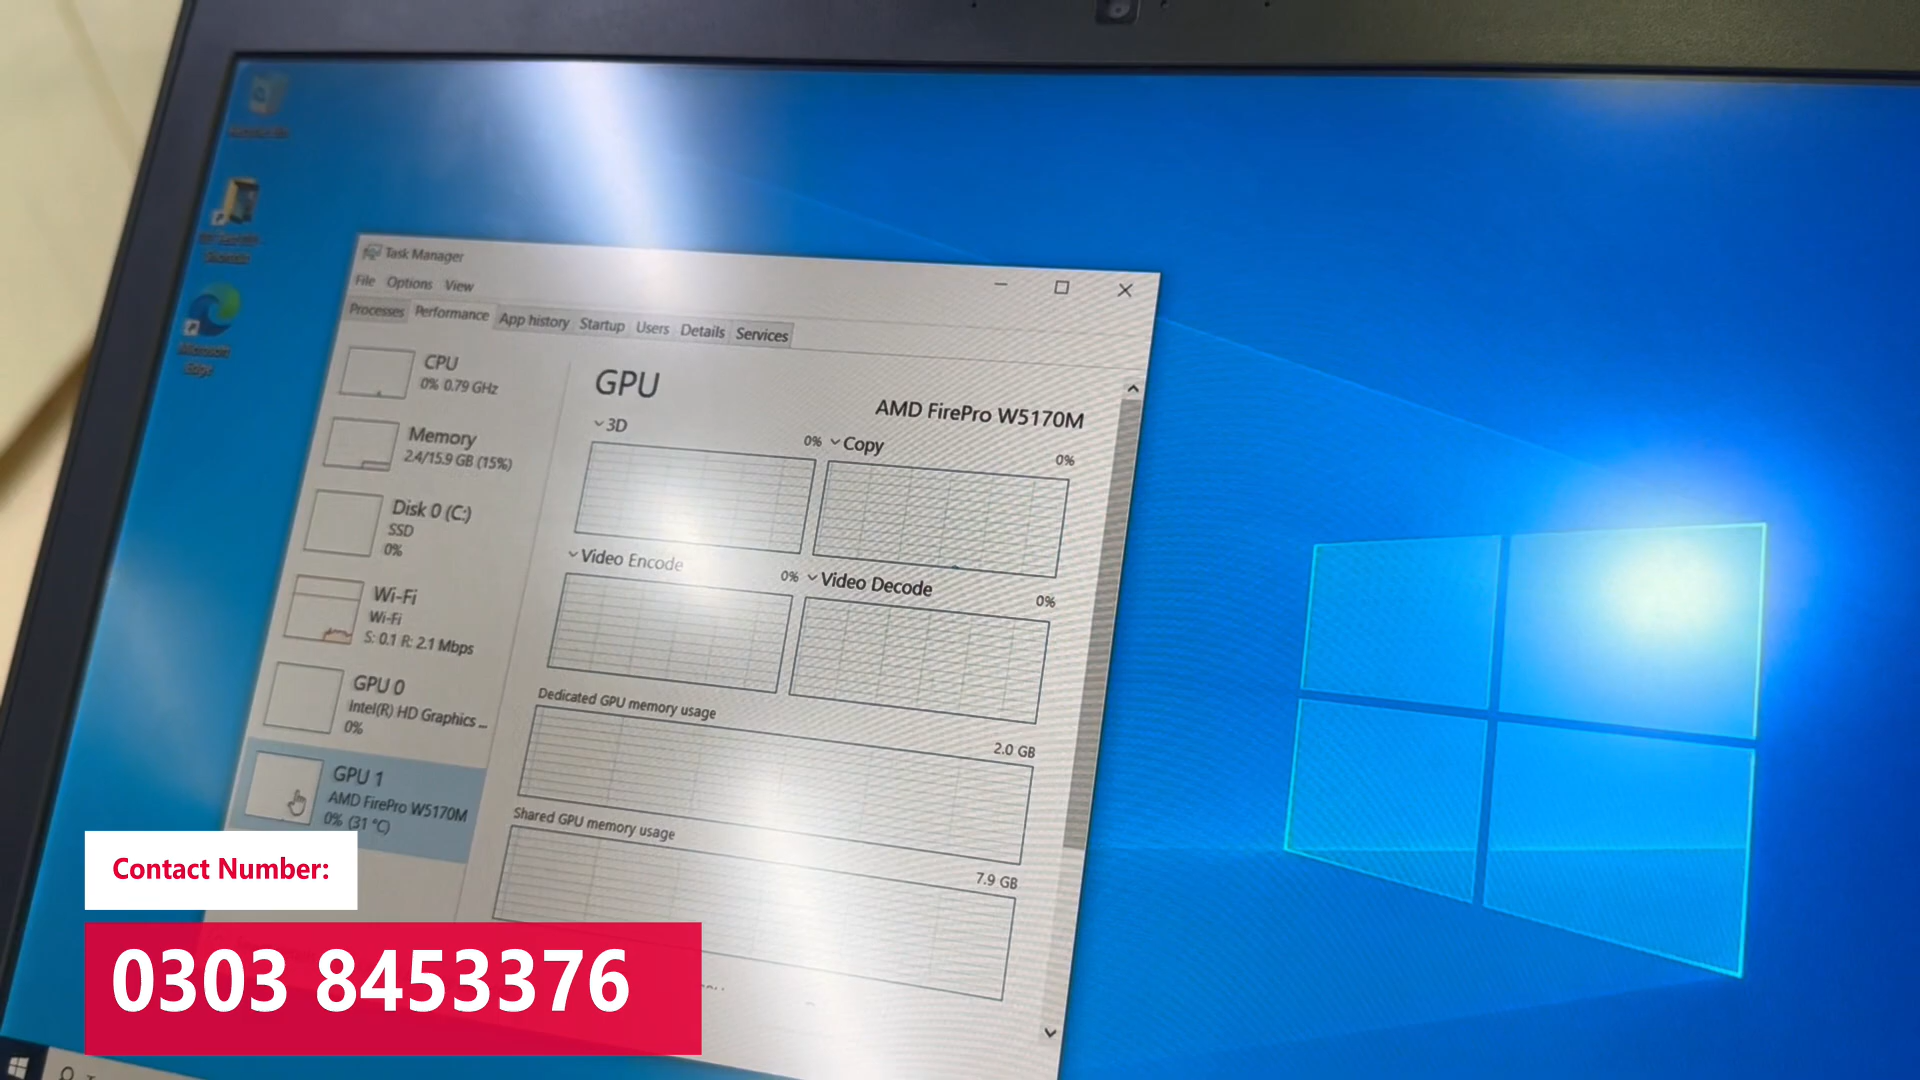 Task Manager
File Options View
Processes Performance App history Startup Users Details Services
CPU
0% 0.79 GHz
Memory
2.4/15.9 GB (15%)
Disk 0 (C:)
SSD
0%
Wi-Fi
Wi-Fi
S: 0.1 R: 2.1 Mbps
GPU 0
Intel(R) HD Graphics ...
0%
GPU 1
AMD FirePro W5170M
0% (31 °C)
GPU
AMD FirePro W5170M
3D 0%
Copy 0%
Video Encode 0%
Video Decode 0%
Dedicated GPU memory usage
2.0 GB
Shared GPU memory usage
7.9 GB
Microsoft
Edge
Contact Number:
0303 8453376